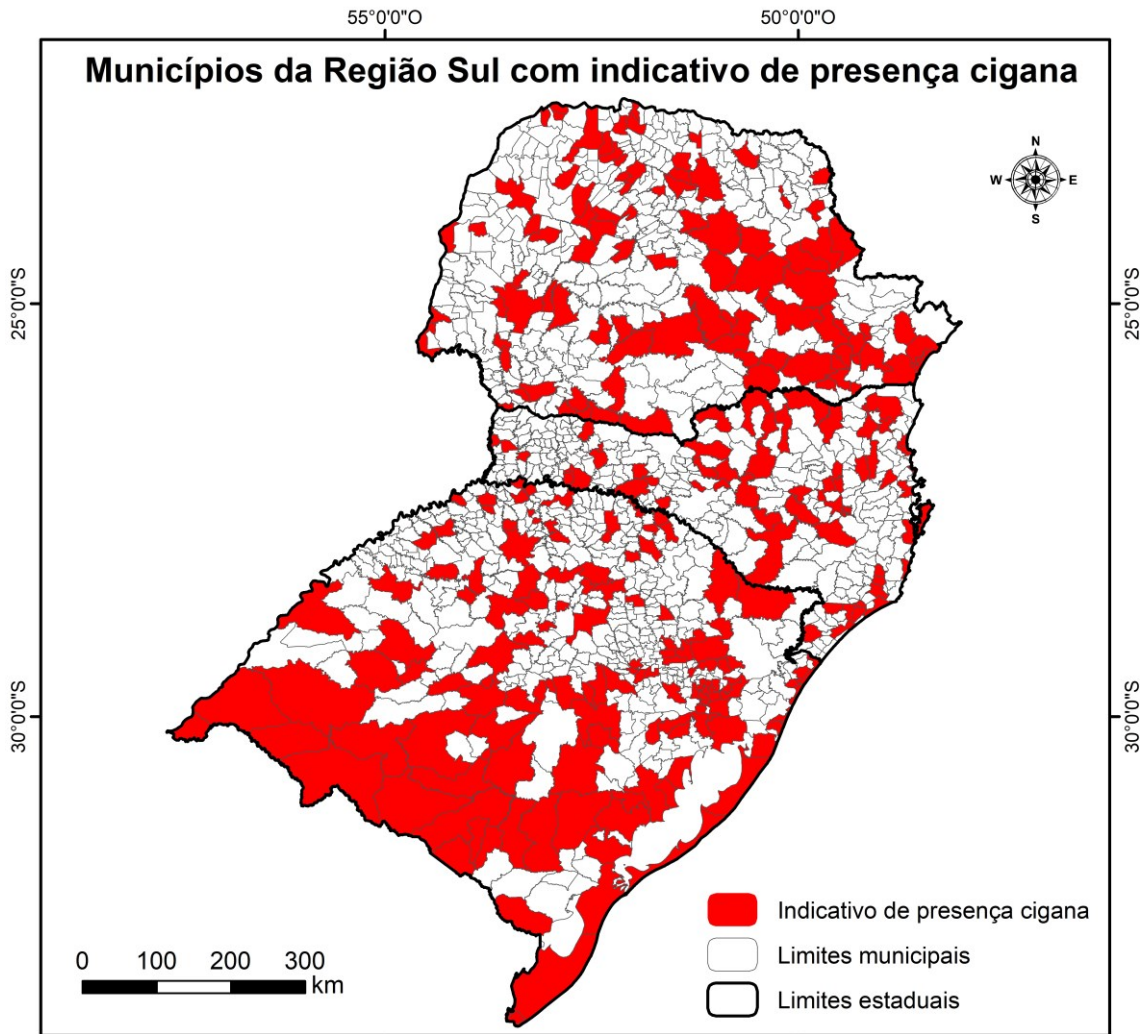 55°0'0"O
50°0'0"O
Municípios da Região Sul com indicativo de presença cigana
N
W
E
S
25°0'0"S
25°0'0"S
30°0'0"S
30°0'0"S
Indicativo de presença cigana
Limites municipais
Limites estaduais
0 100 200 300
km